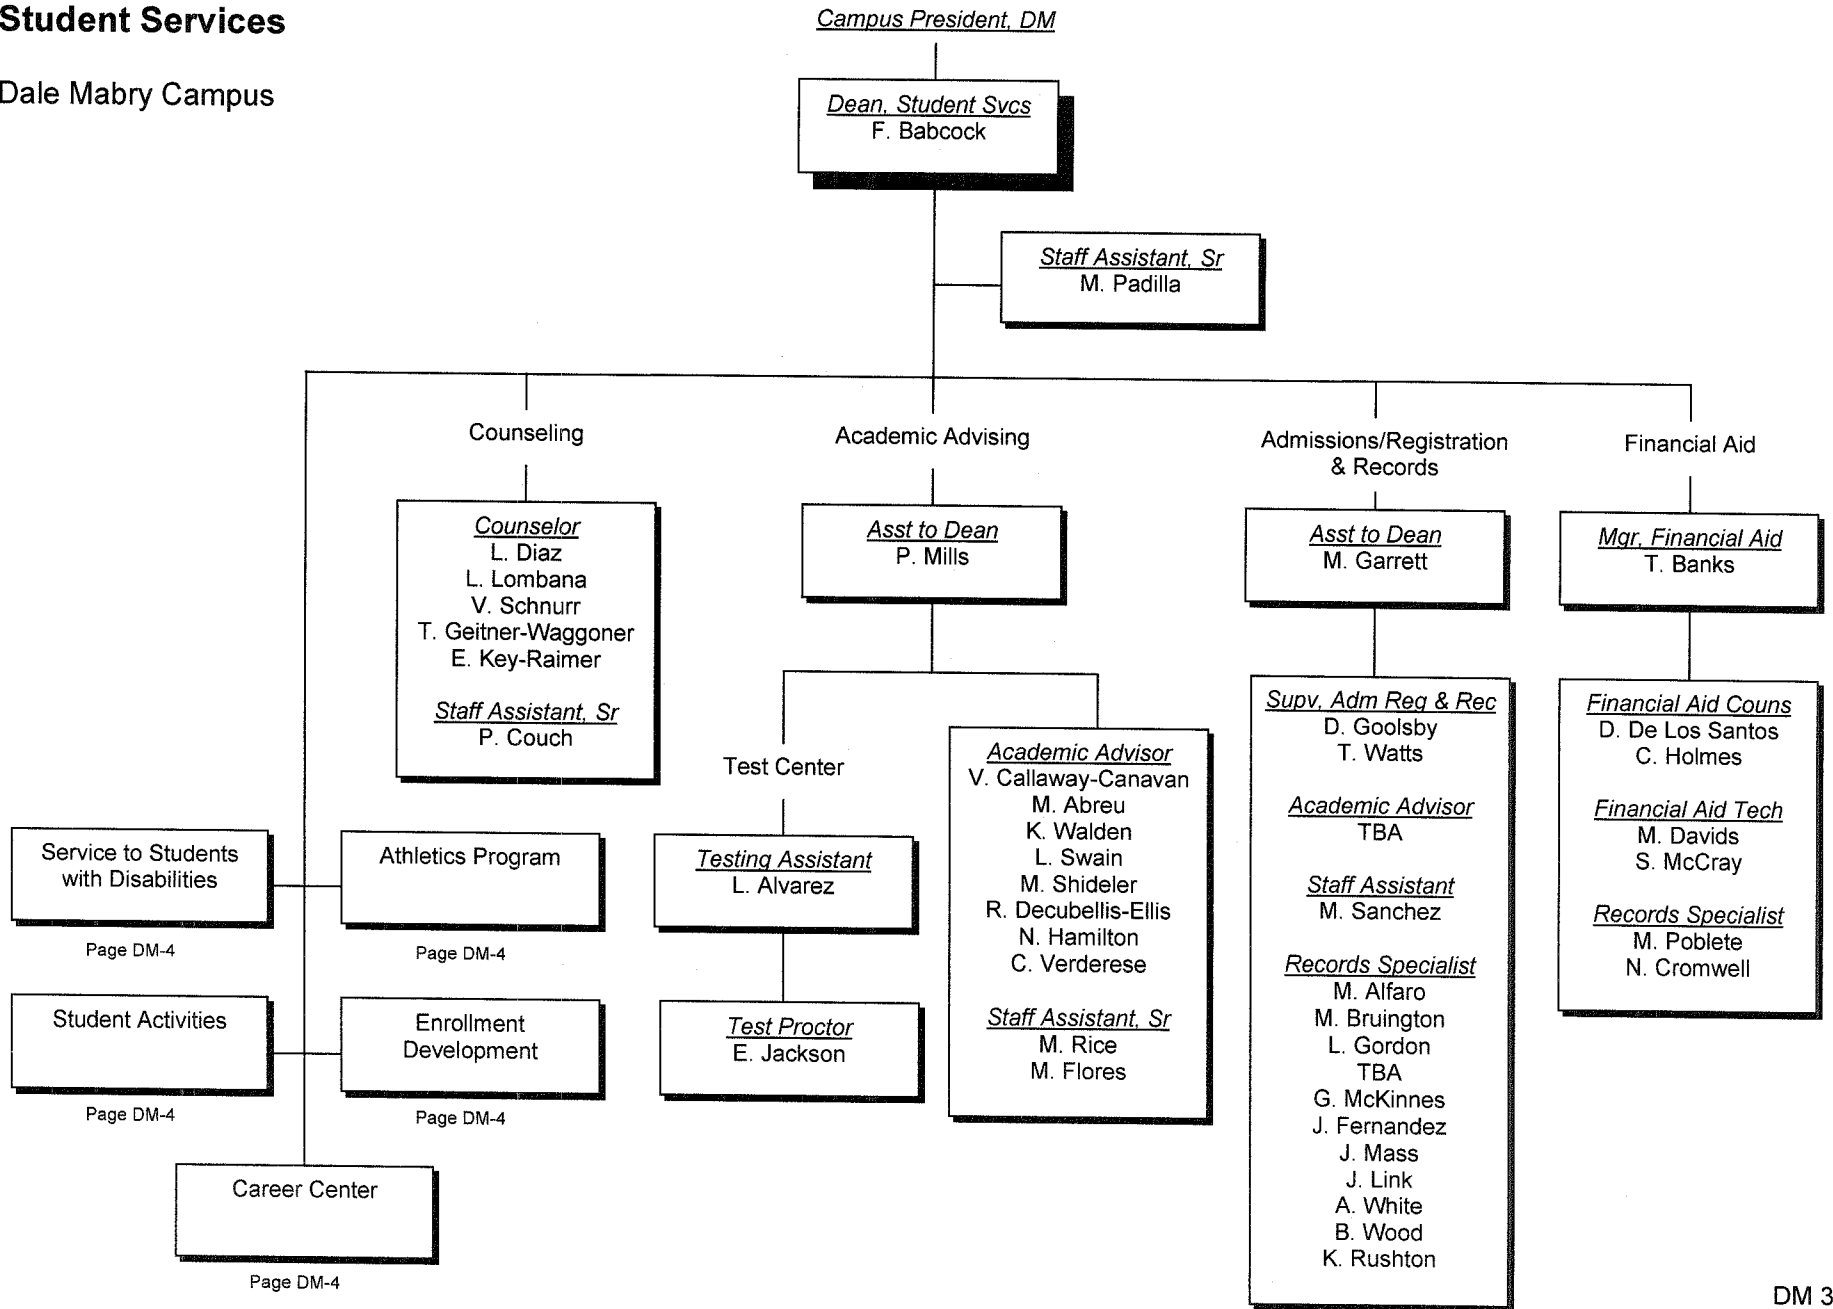 Student Services
Dale Mabry Campus
Campus President, DM
Dean, Student Svcs
F. Babcock
Staff Assistant, Sr
M. Padilla
Counseling
Counselor
L. Diaz
L. Lombana
V. Schnurr
T. Geitner-Waggoner
E. Key-Raimer
Staff Assistant, Sr
P. Couch
Academic Advising
Asst to Dean
P. Mills
Test Center
Testing Assistant
L. Alvarez
Test Proctor
E. Jackson
Academic Advisor
V. Callaway-Canavan
M. Abreu
K. Walden
L. Swain
M. Shideler
R. Decubellis-Ellis
N. Hamilton
C. Verderese
Staff Assistant, Sr
M. Rice
M. Flores
Admissions/Registration
& Records
Asst to Dean
M. Garrett
Supv, Adm Reg & Rec
D. Goolsby
T. Watts
Academic Advisor
TBA
Staff Assistant
M. Sanchez
Records Specialist
M. Alfaro
M. Bruington
L. Gordon
TBA
G. McKinnes
J. Fernandez
J. Mass
J. Link
A. White
B. Wood
K. Rushton
Financial Aid
Mgr, Financial Aid
T. Banks
Financial Aid Couns
D. De Los Santos
C. Holmes
Financial Aid Tech
M. Davids
S. McCray
Records Specialist
M. Poblete
N. Cromwell
Service to Students
with Disabilities
Page DM-4
Athletics Program
Page DM-4
Student Activities
Page DM-4
Enrollment
Development
Page DM-4
Career Center
Page DM-4
DM 3